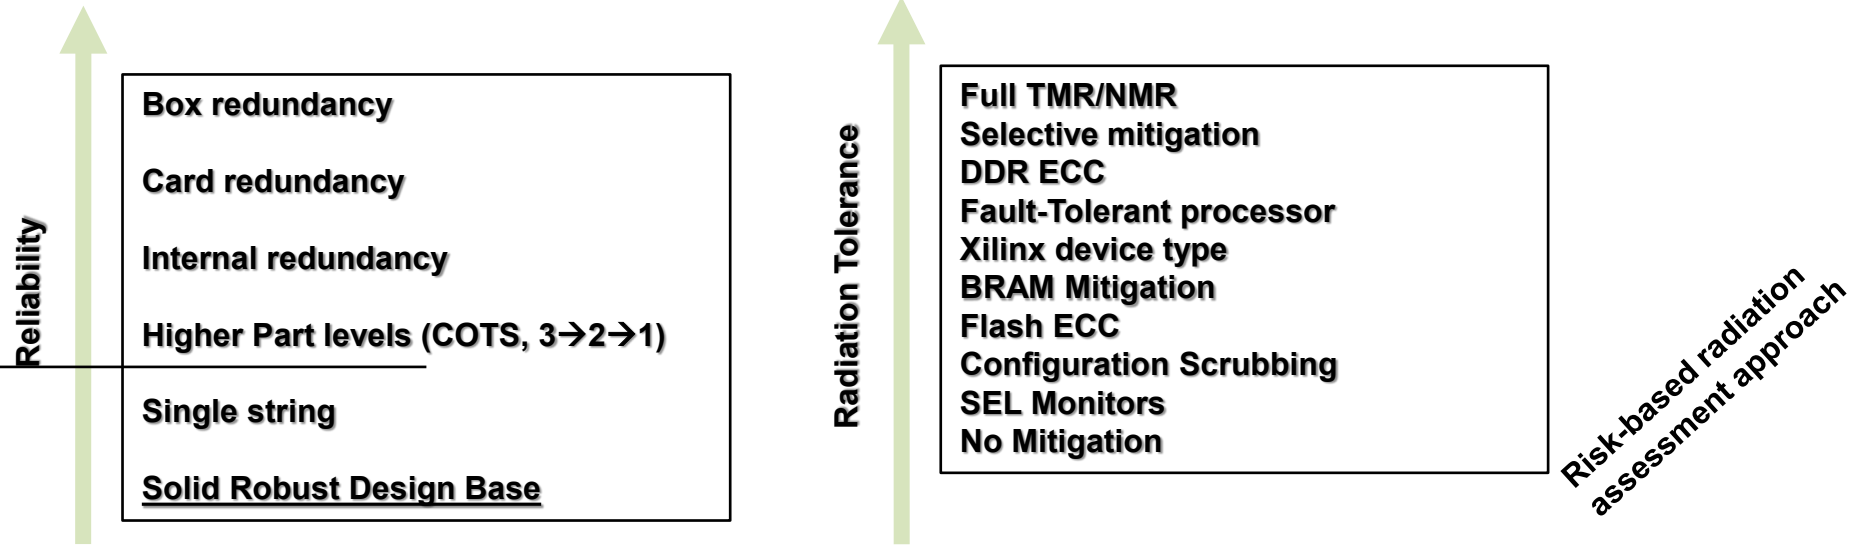 Reliability
Box redundancy
Card redundancy
Internal redundancy
Higher Part levels (COTS, 3→2→1)
Single string
Solid Robust Design Base
Radiation Tolerance
Full TMR/NMR
Selective mitigation
DDR ECC
Fault-Tolerant processor
Xilinx device type
BRAM Mitigation
Flash ECC
Configuration Scrubbing
SEL Monitors
No Mitigation
Risk-based radiation
assessment approach